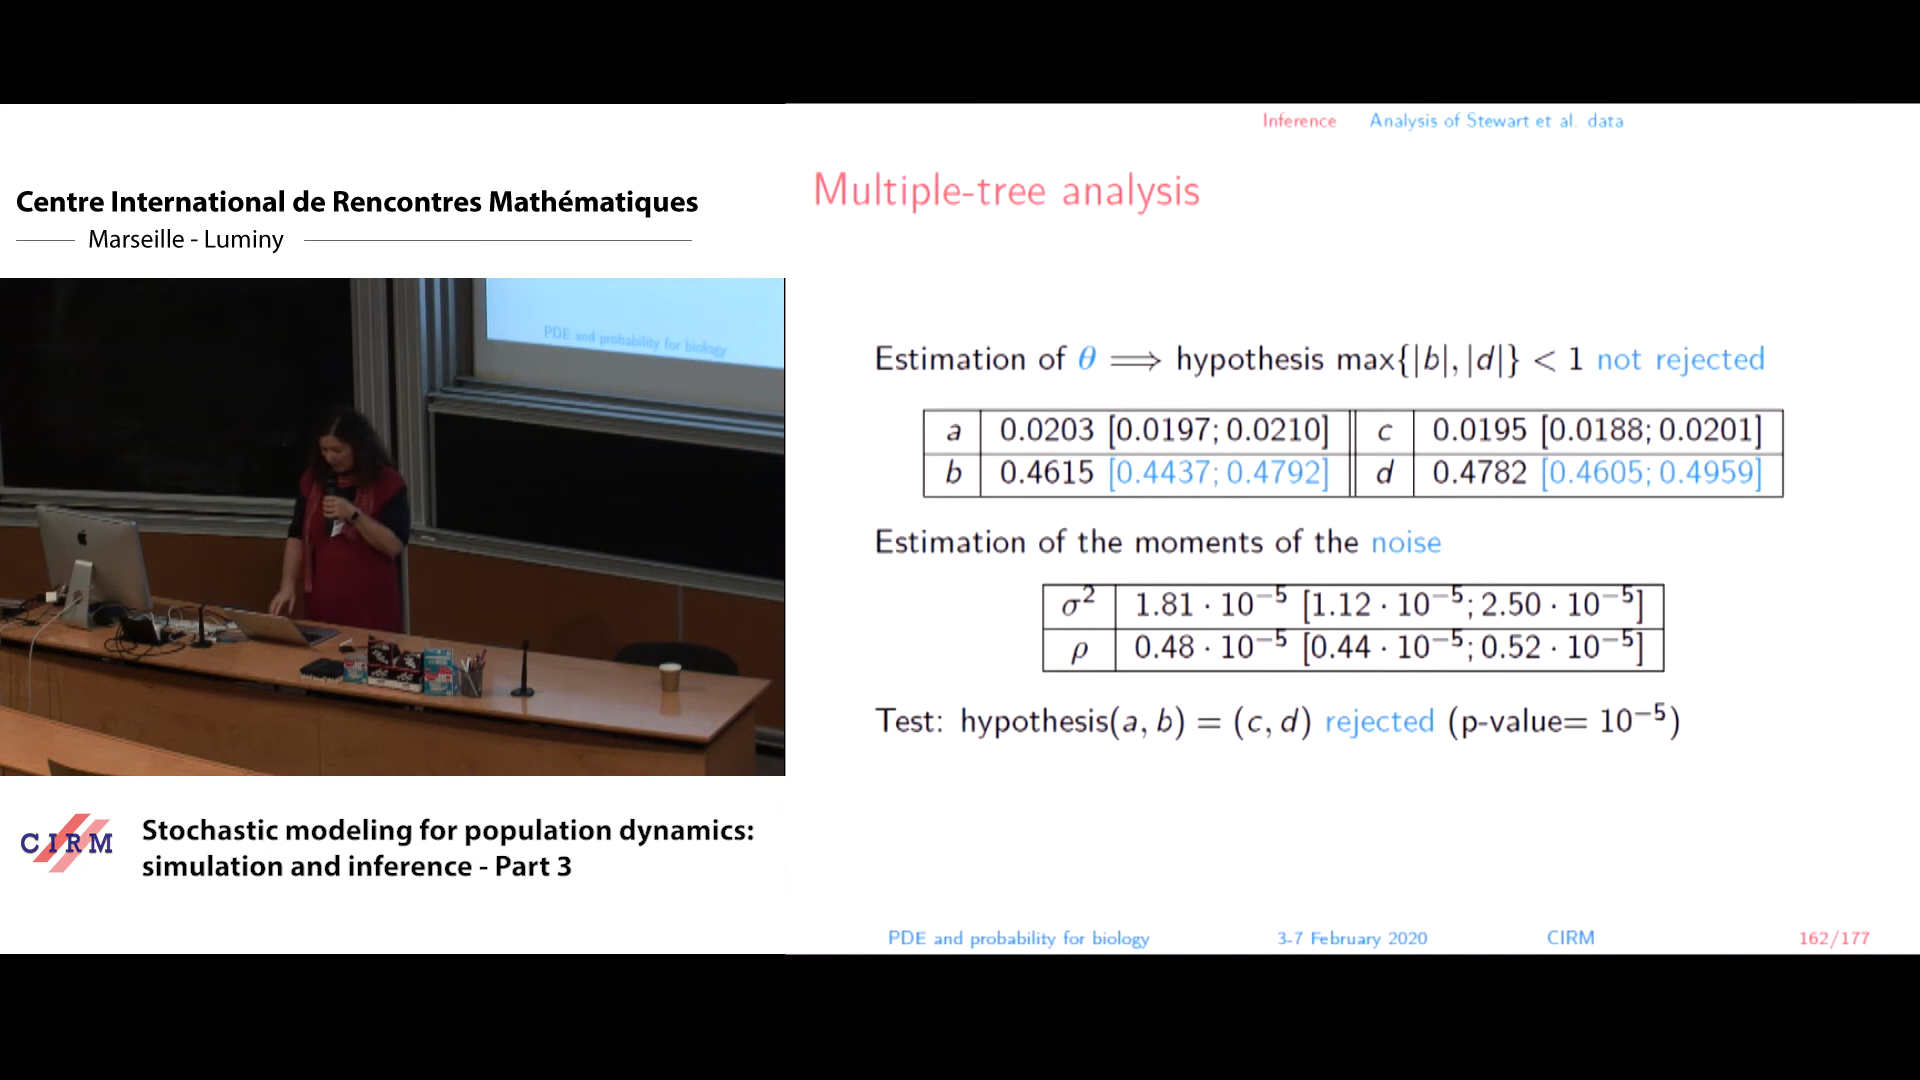 Centre International de Rencontres Mathématiques
Marseille - Luminy
PDE and probability for biology
CIRM
Stochastic modeling for population dynamics:
simulation and inference - Part 3
Inference Analysis of Stewart et al. data
Multiple-tree analysis
Estimation of θ ⟹ hypothesis max{|b|, |d|} < 1 not rejected
a 0.0203 [0.0197; 0.0210] c 0.0195 [0.0188; 0.0201]
b 0.4615 [0.4437; 0.4792] d 0.4782 [0.4605; 0.4959]
Estimation of the moments of the noise
σ² 1.81 · 10⁻⁵ [1.12 · 10⁻⁵; 2.50 · 10⁻⁵]
ρ 0.48 · 10⁻⁵ [0.44 · 10⁻⁵; 0.52 · 10⁻⁵]
Test: hypothesis(a, b) = (c, d) rejected (p-value= 10⁻⁵)
PDE and probability for biology 3-7 February 2020 CIRM 162/177